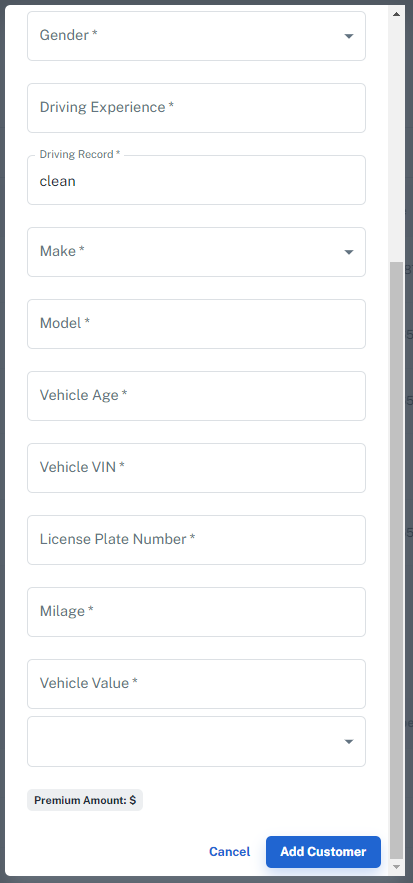 Gender *
Driving Experience *
Driving Record *
clean
Make *
Model *
Vehicle Age *
Vehicle VIN *
License Plate Number *
Milage *
Vehicle Value *
Premium Amount: $
Cancel
Add Customer